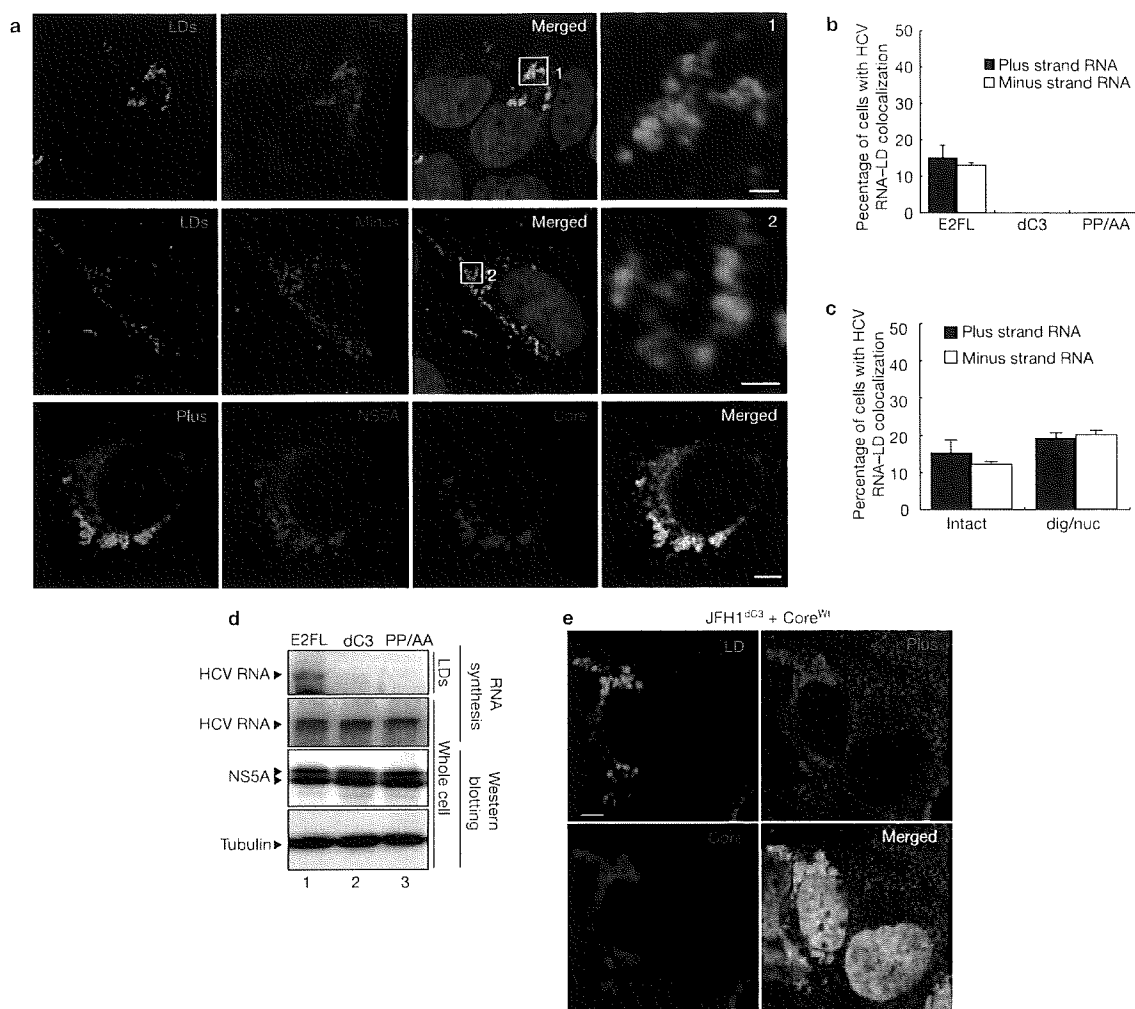 a
LDs
Plus
Merged
1
1
LDs
Minus
Merged
2
2
Plus
NS5A
Core
Merged
b
Pecentage of cells with HCV
RNA–LD colocalization
50
40
30
20
10
0
Plus strand RNA
Minus strand RNA
E2FL dC3 PP/AA
c
Percentage of cells with HCV
RNA–LD colocalization
50
40
30
20
10
0
Plus strand RNA
Minus strand RNA
Intact dig/nuc
d
E2FL dC3 PP/AA
HCV RNA
HCV RNA
NS5A
Tubulin
LDs
Whole cell
RNA
synthesis
Western
blotting
1 2 3
e
JFH1dC3 + CoreWt
LD
Plus
Core
Merged